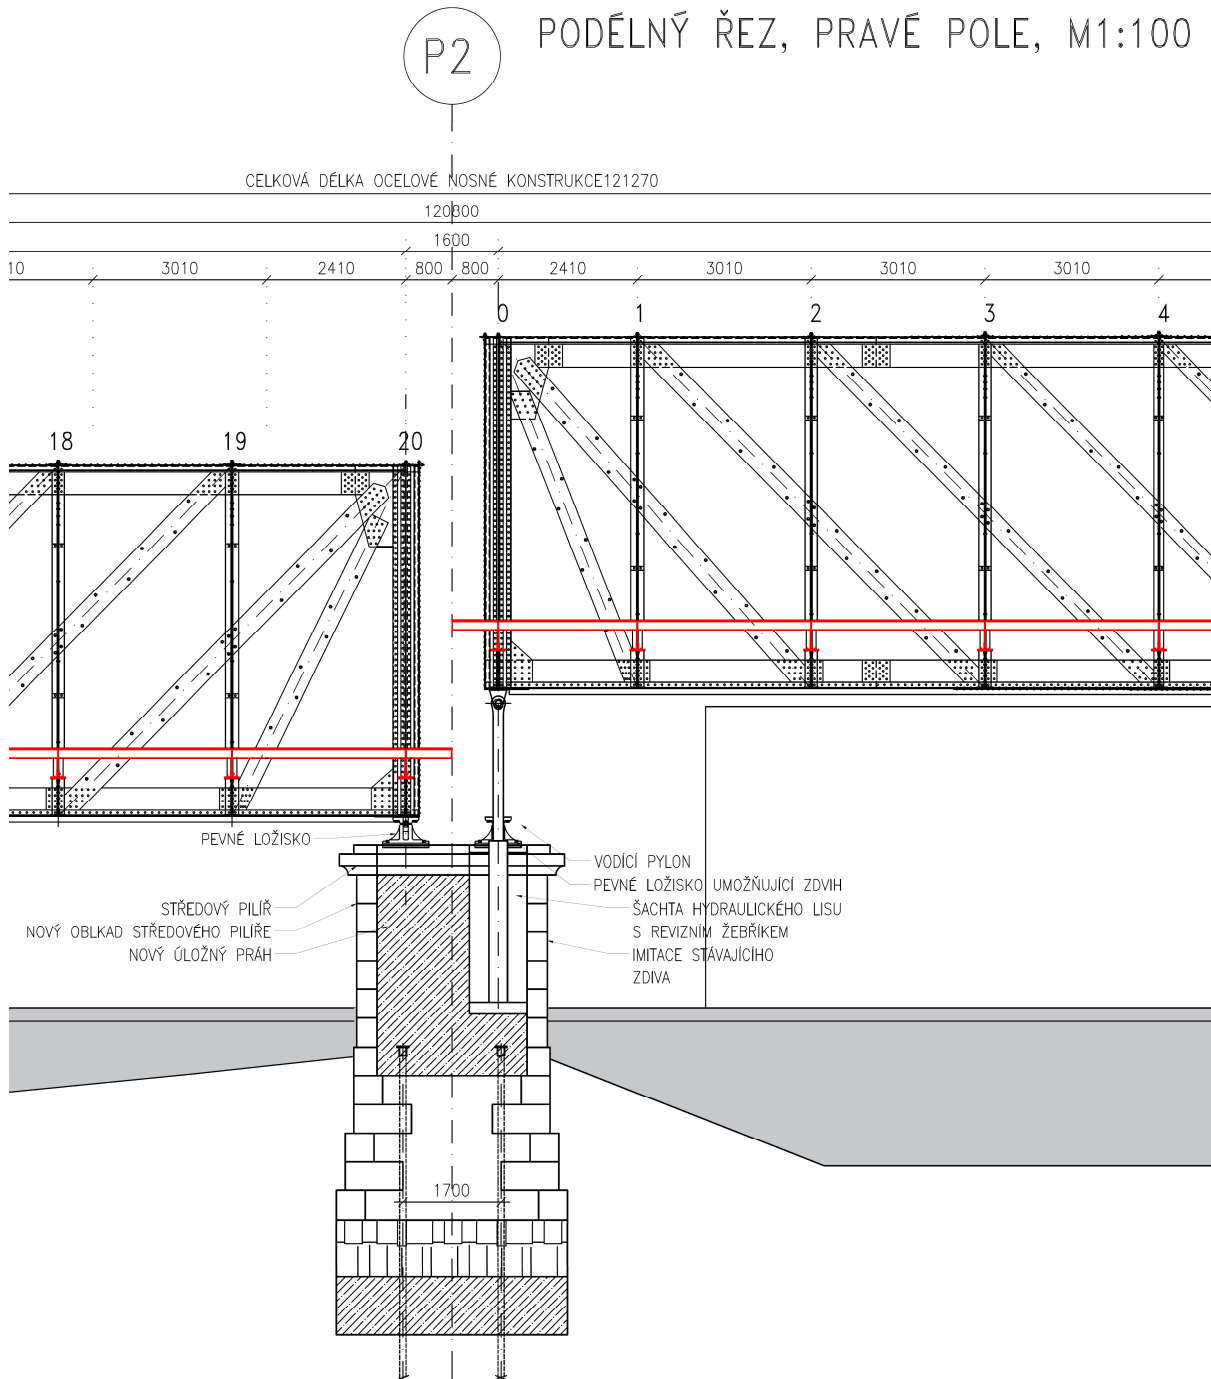 P2
PODÉLNÝ ŘEZ, PRAVÉ POLE, M1:100
CELKOVÁ DÉLKA OCELOVÉ NOSNÉ KONSTRUKCE121270
120800
1600
10 3010 2410 800 800 2410 3010 3010 3010
0 1 2 3 4
18 19 20
PEVNÉ LOŽISKO
VODÍCÍ PYLON
PEVNÉ LOŽISKO UMOŽŇUJÍCÍ ZDVIH
STŘEDOVÝ PILÍŘ
ŠACHTA HYDRAULICKÉHO LISU
NOVÝ OBLKAD STŘEDOVÉHO PILÍŘE
S REVIZNÍM ŽEBŘÍKEM
NOVÝ ÚLOŽNÝ PRÁH
IMITACE STÁVAJÍCÍHO
ZDIVA
1700